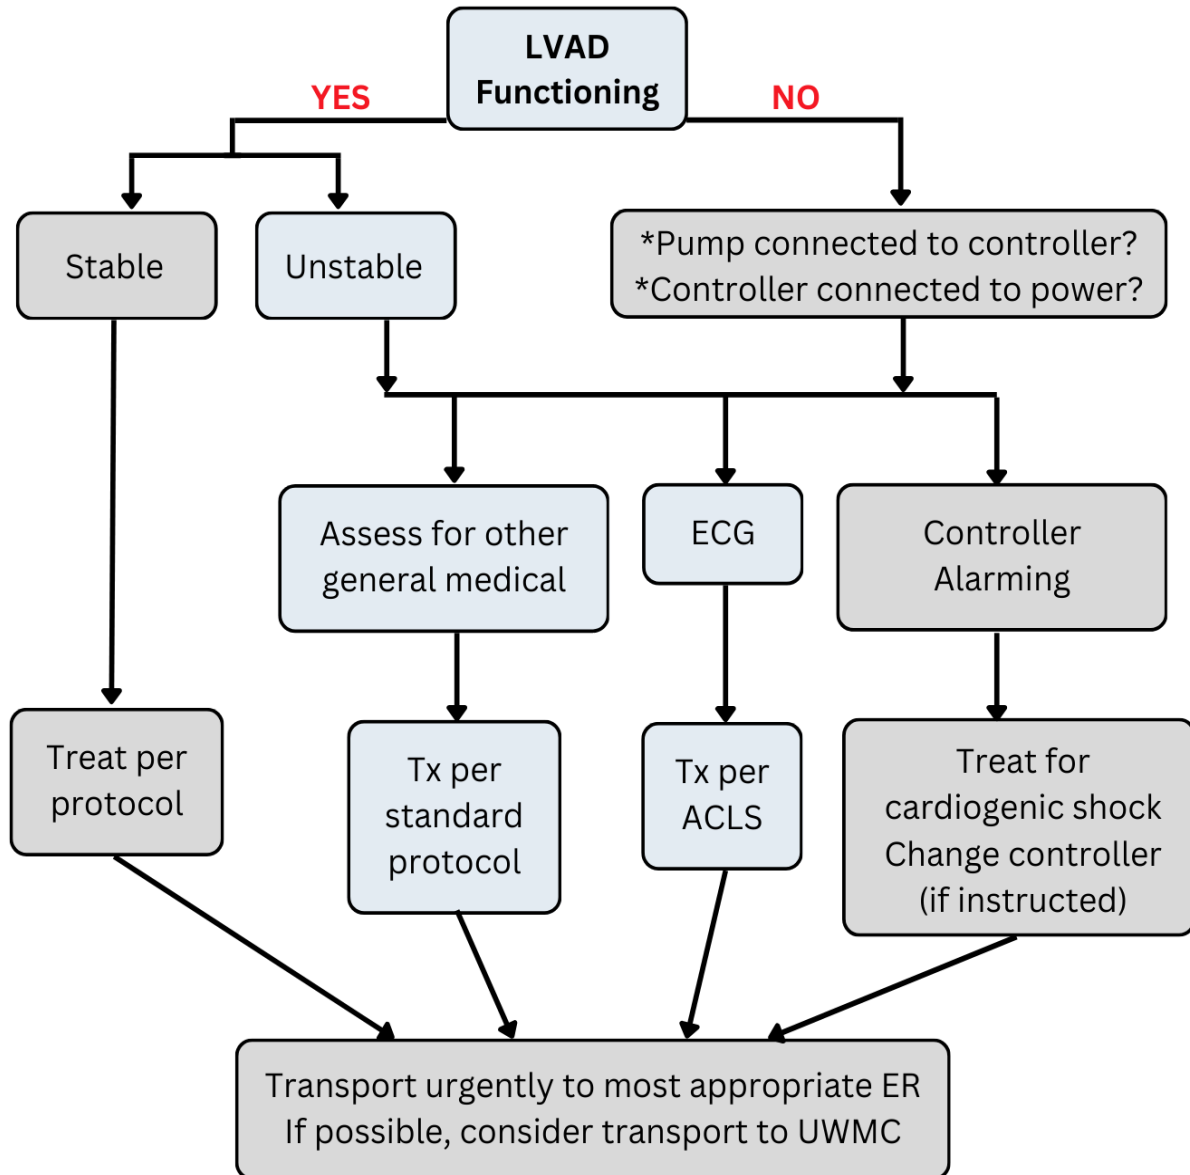 LVAD
Functioning
YES
NO
Stable
Unstable
*Pump connected to controller?
*Controller connected to power?
Assess for other
general medical
ECG
Controller
Alarming
Treat per
protocol
Tx per
standard
protocol
Tx per
ACLS
Treat for
cardiogenic shock
Change controller
(if instructed)
Transport urgently to most appropriate ER
If possible, consider transport to UWMC